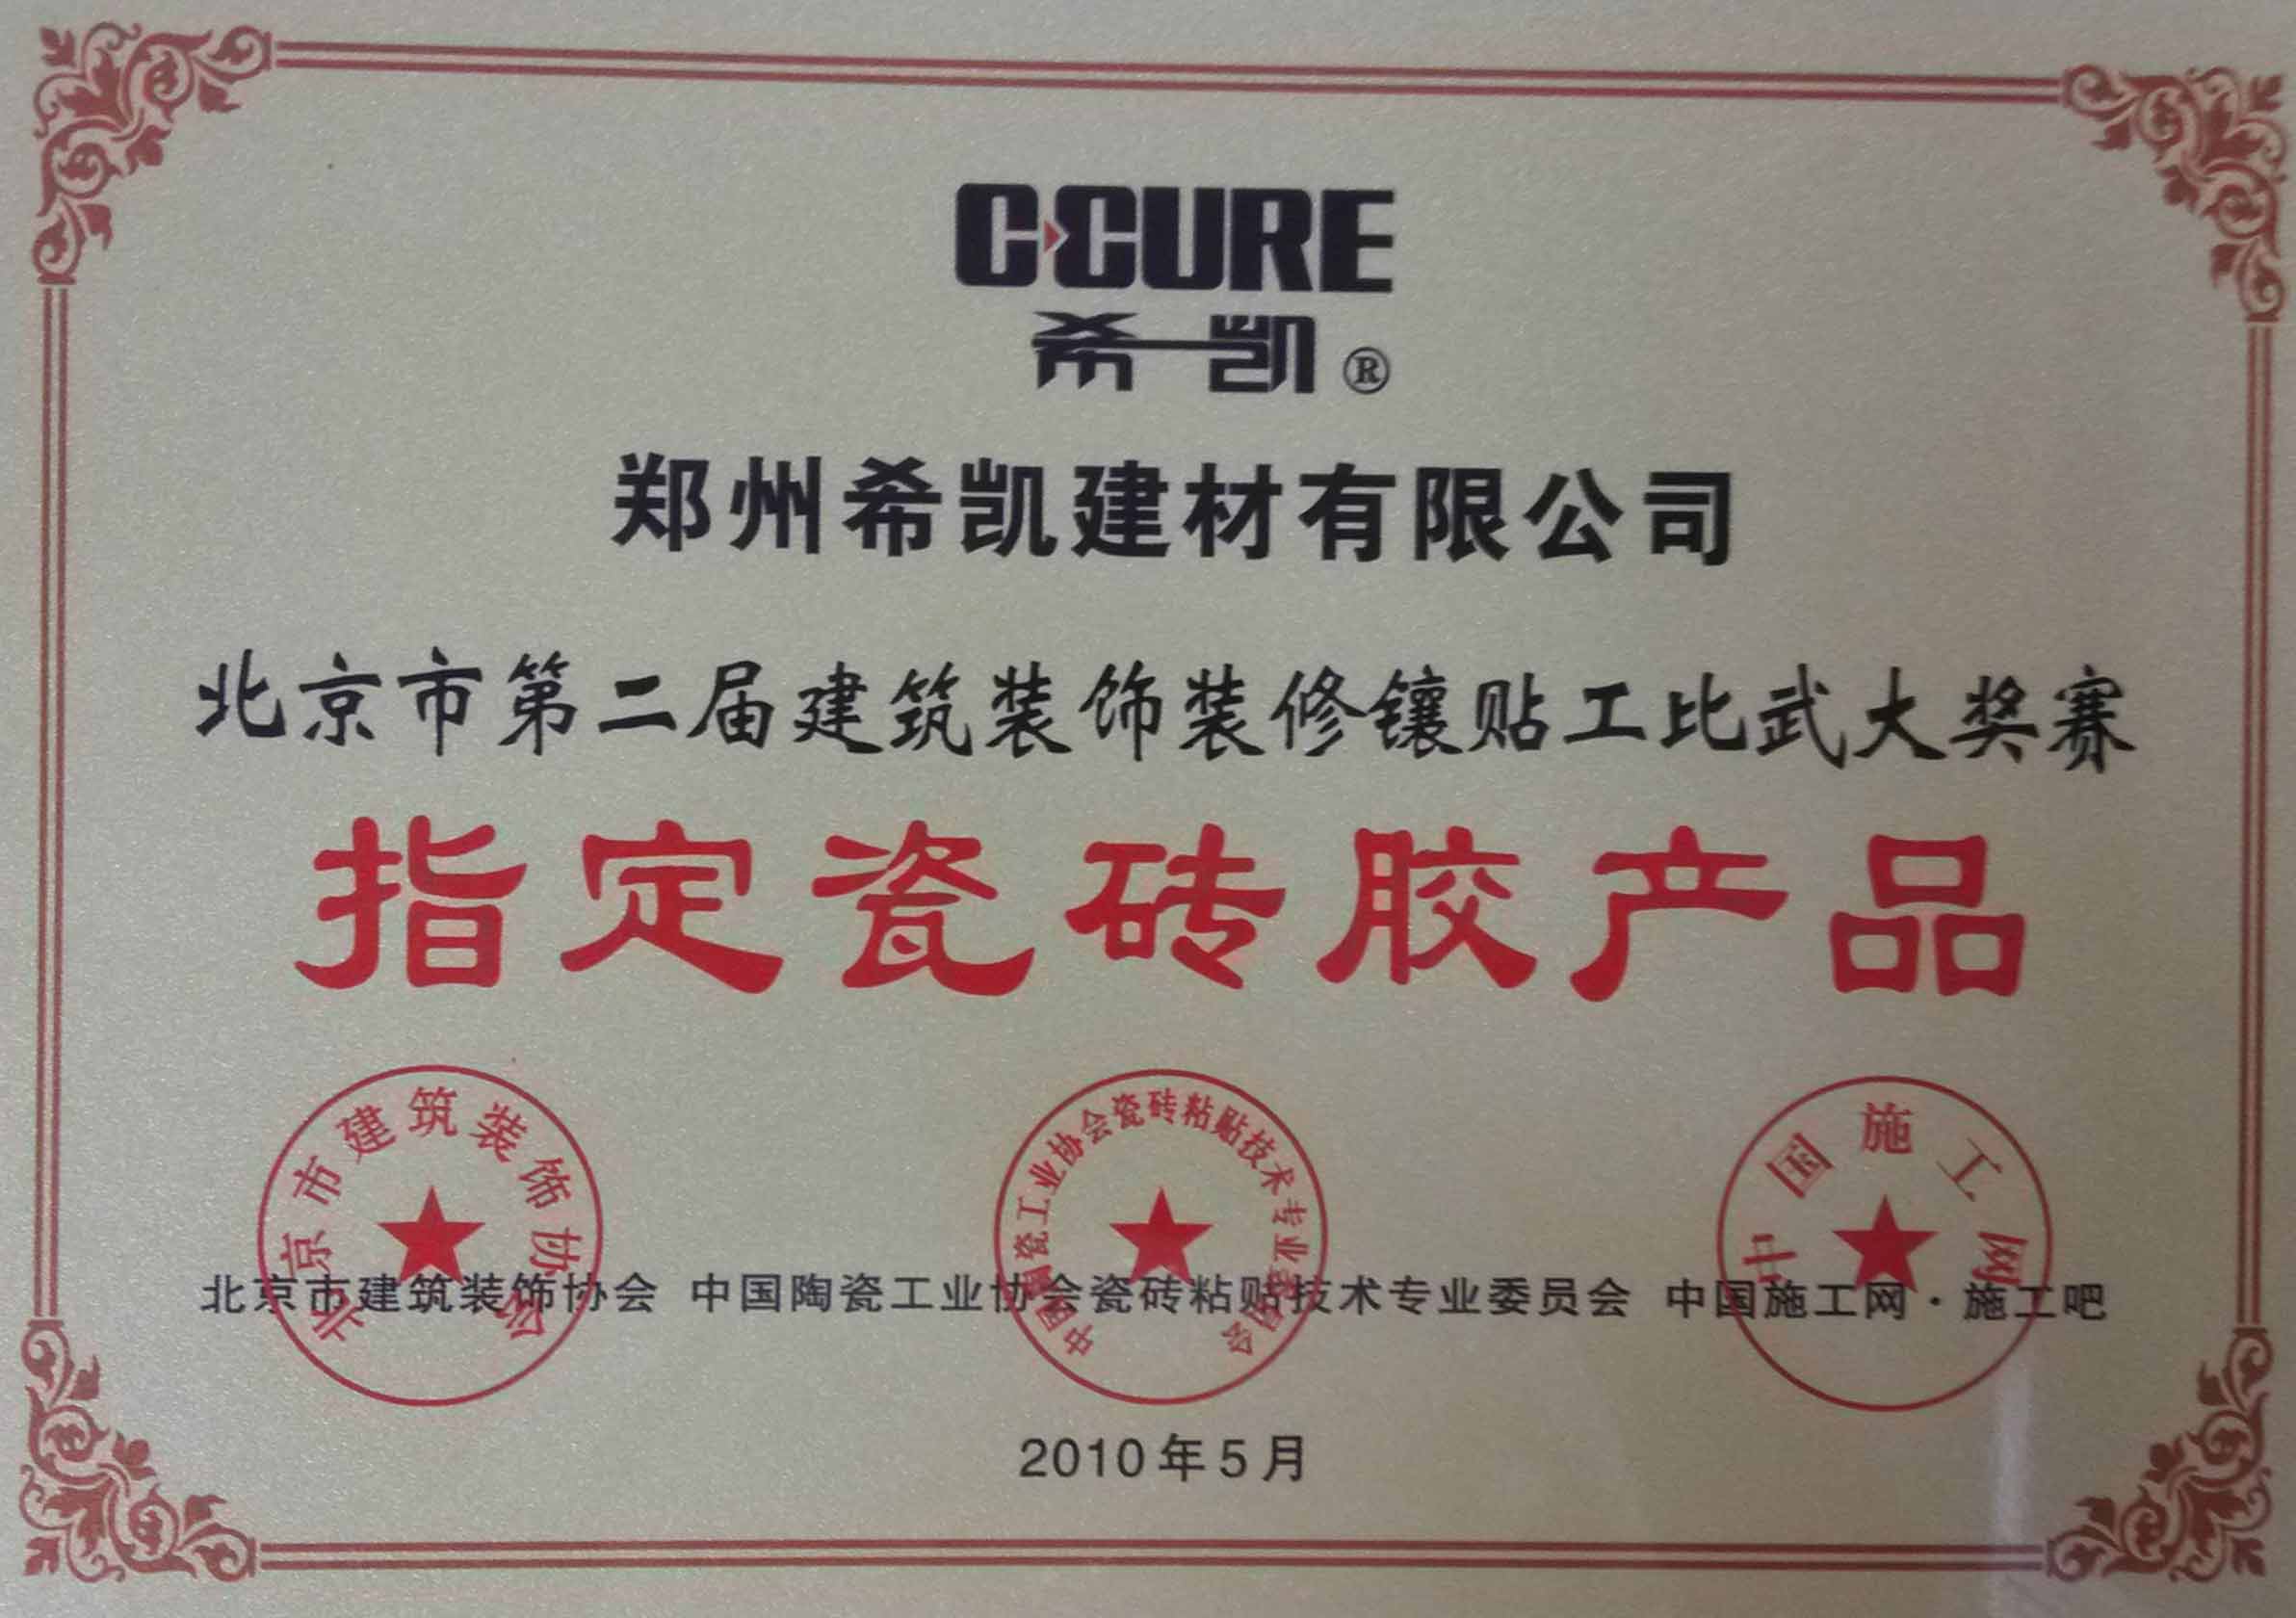 CCURE
希凯®
郑州希凯建材有限公司
北京市第二届建筑装饰装修镶贴工比武大奖赛
指定瓷砖胶产品
北京市建筑装饰协会
中国陶瓷工业协会瓷砖粘贴技术专业委员会
中国施工网
北京市建筑装饰协会 中国陶瓷工业协会瓷砖粘贴技术专业委员会 中国施工网·施工吧
2010年5月